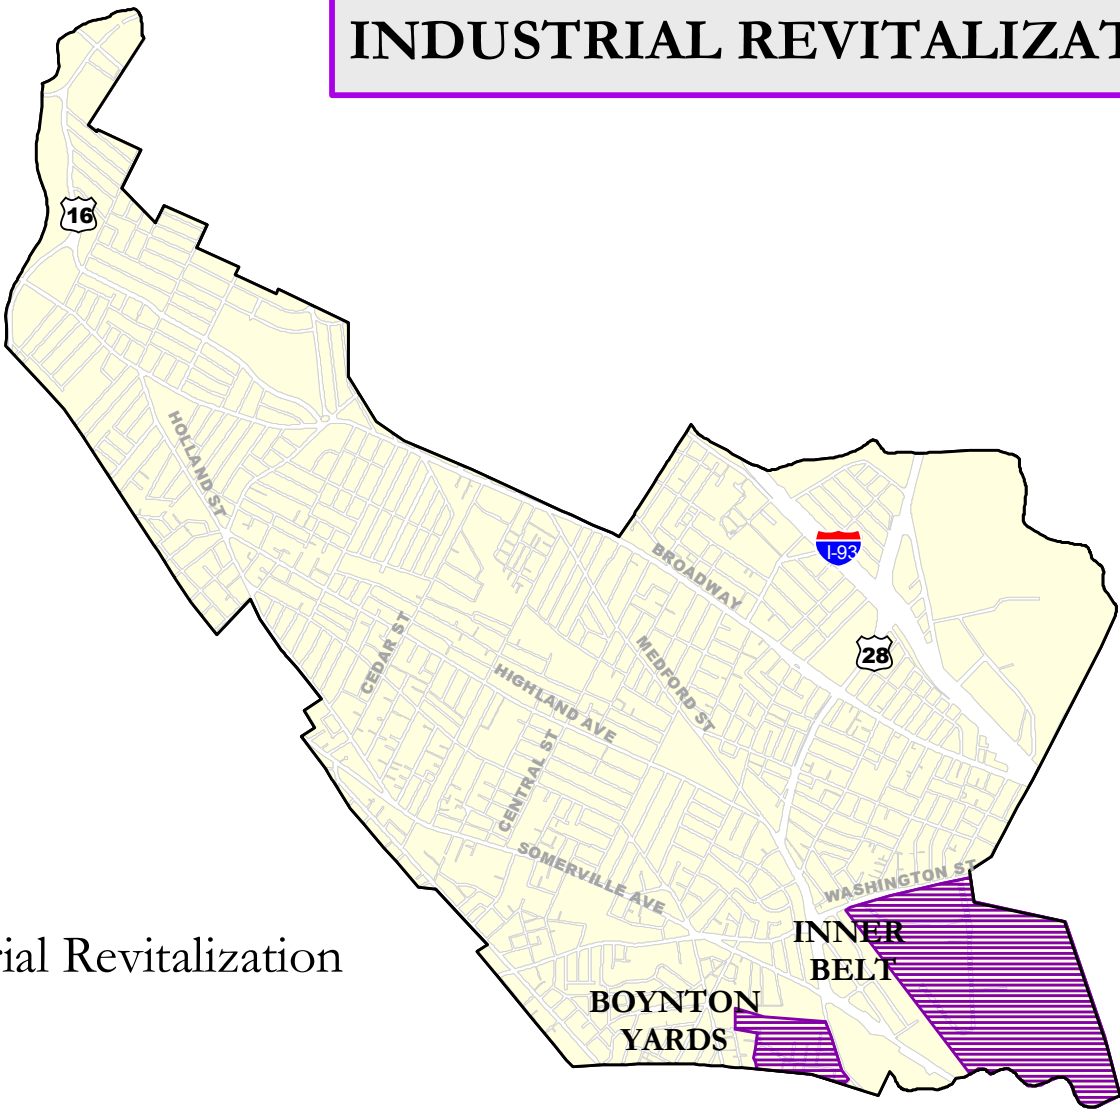 INDUSTRIAL REVITALIZAT
16
HOLLAND ST
I-93
BROADWAY
28
CEDAR ST
MEDFORD ST
HIGHLAND AVE
CENTRAL ST
SOMERVILLE AVE
WASHINGTON ST
INNER
BELT
rial Revitalization
BOYNTON
YARDS